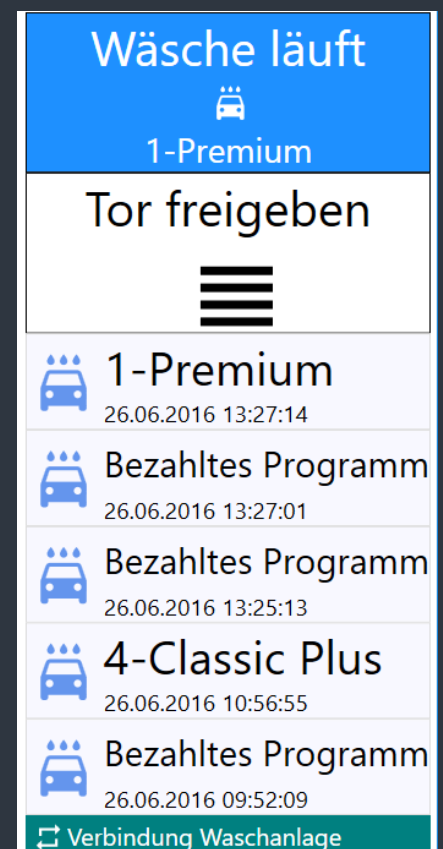 Wäsche läuft
1-Premium
Tor freigeben
1-Premium
26.06.2016 13:27:14
Bezahltes Programm
26.06.2016 13:27:01
Bezahltes Programm
26.06.2016 13:25:13
4-Classic Plus
26.06.2016 10:56:55
Bezahltes Programm
26.06.2016 09:52:09
Verbindung Waschanlage